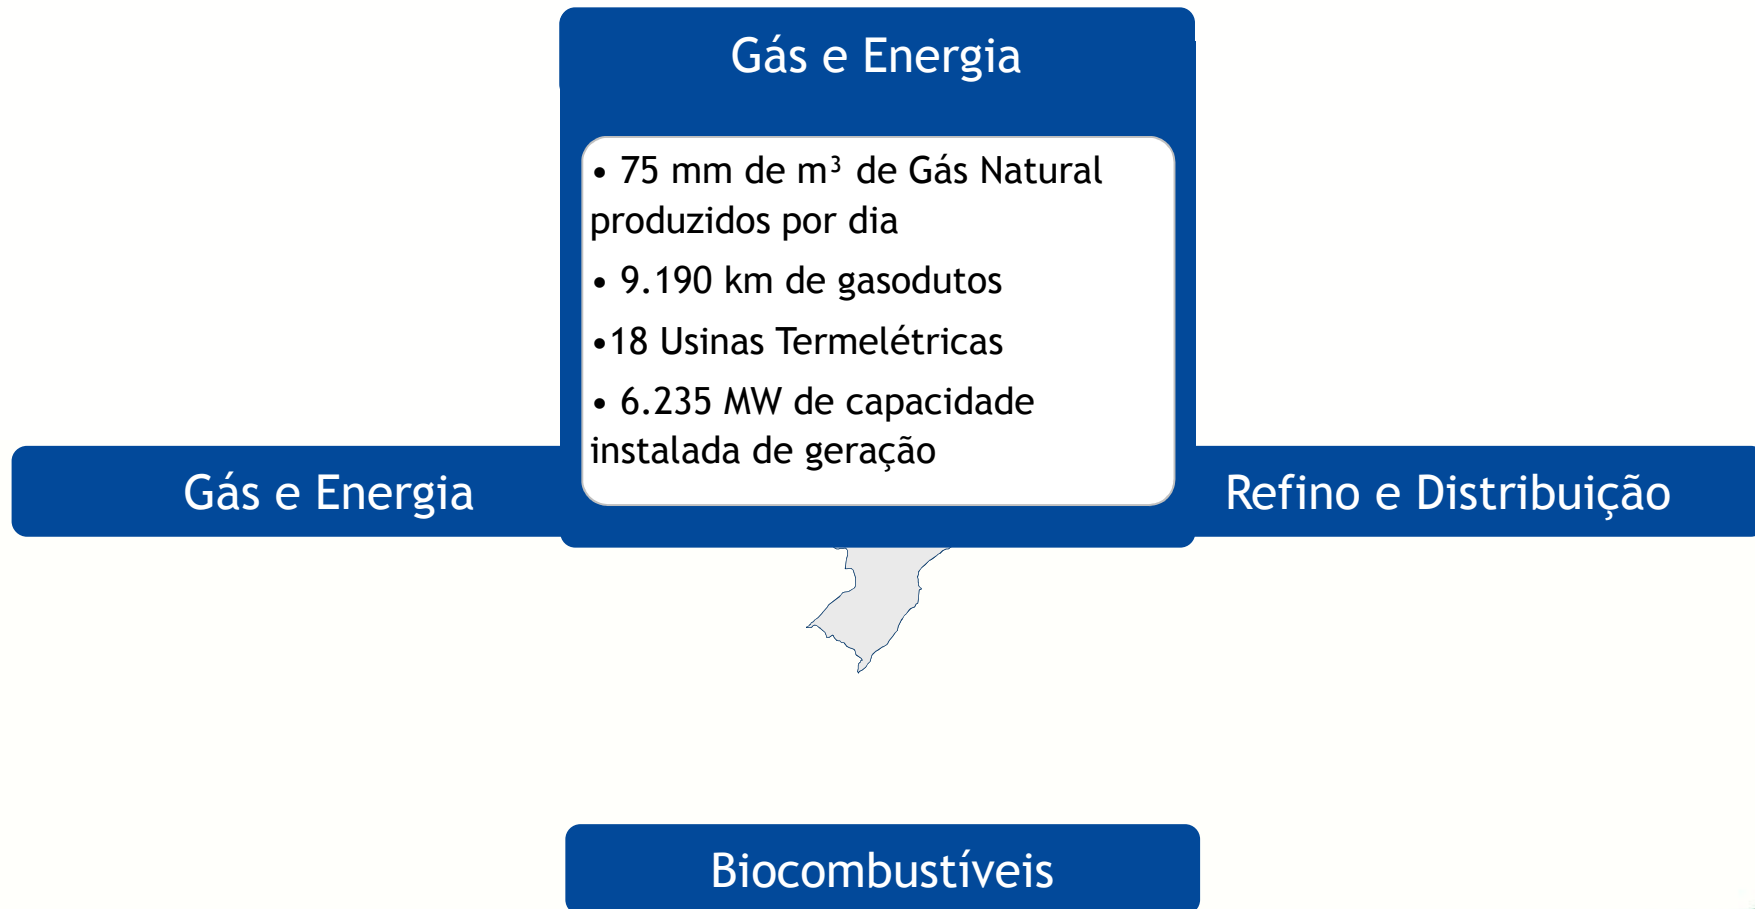 Gás e Energia
• 75 mm de m³ de Gás Natural
produzidos por dia
• 9.190 km de gasodutos
•18 Usinas Termelétricas
• 6.235 MW de capacidade
instalada de geração
Gás e Energia
Refino e Distribuição
Biocombustíveis